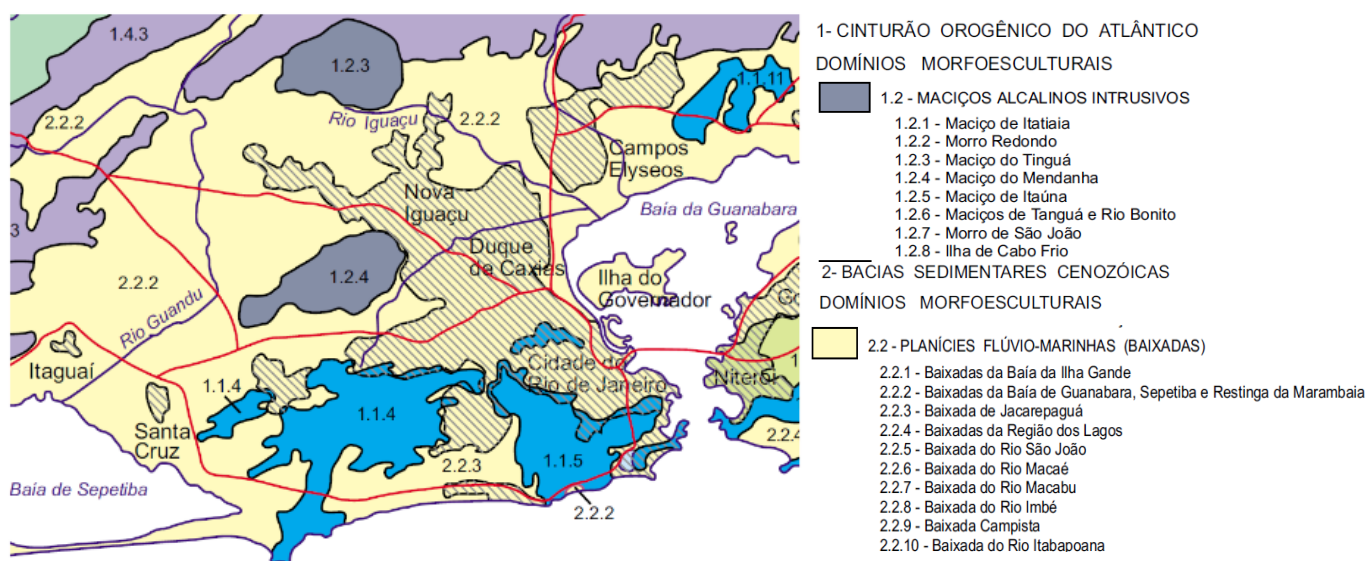 1.4.3
1.2.3
1.1.11
2.2.2
Rio Iguaçu
2.2.2
Campos
Elyseos
Nova
Iguaçu
Baía da Guanabara
3
Duque
de Caxias
1.2.4
Ilha do
Governador
2.2.2
Rio Guandu
Cidade do
Rio de Janeiro
Niterói
Itaguaí
1.1.4
1.1.4
Santa
Cruz
2.2.3
1.1.5
2.2.4
Baía de Sepetiba
2.2.2
1- CINTURÃO OROGÊNICO DO ATLÂNTICO
DOMÍNIOS MORFOESCULTURAIS
1.2 - MACIÇOS ALCALINOS INTRUSIVOS
1.2.1 - Maciço de Itatiaia
1.2.2 - Morro Redondo
1.2.3 - Maciço do Tinguá
1.2.4 - Maciço do Mendanha
1.2.5 - Maciço de Itaúna
1.2.6 - Maciços de Tanguá e Rio Bonito
1.2.7 - Morro de São João
1.2.8 - Ilha de Cabo Frio
2- BACIAS SEDIMENTARES CENOZÓICAS
DOMÍNIOS MORFOESCULTURAIS
2.2 - PLANÍCIES FLÚVIO-MARINHAS (BAIXADAS)
2.2.1 - Baixadas da Baía da Ilha Gande
2.2.2 - Baixadas da Baía de Guanabara, Sepetiba e Restinga da Marambaia
2.2.3 - Baixada de Jacarepaguá
2.2.4 - Baixadas da Região dos Lagos
2.2.5 - Baixada do Rio São João
2.2.6 - Baixada do Rio Macaé
2.2.7 - Baixada do Rio Macabu
2.2.8 - Baixada do Rio Imbé
2.2.9 - Baixada Campista
2.2.10 - Baixada do Rio Itabapoana